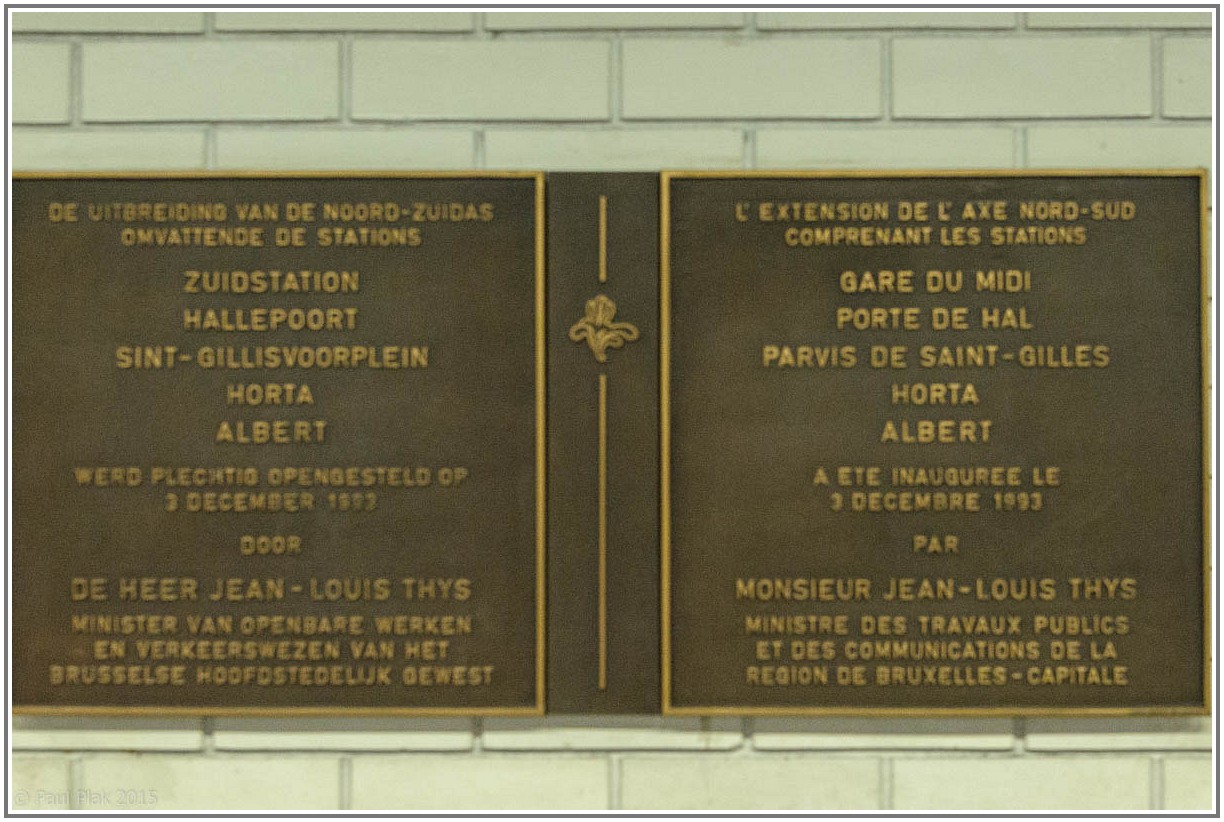 DE UITBREIDING VAN DE NOORD-ZUIDAS
OMVATTENDE DE STATIONS
ZUIDSTATION
HALLEPOORT
SINT-GILLISVOORPLEIN
HORTA
ALBERT
WERD PLECHTIG OPENGESTELD OP
3 DECEMBER 1993
DOOR
DE HEER JEAN-LOUIS THYS
MINISTER VAN OPENBARE WERKEN
EN VERKEERSWEZEN VAN HET
BRUSSELSE HOOFDSTEDELIJK GEWEST
L'EXTENSION DE L'AXE NORD-SUD
COMPRENANT LES STATIONS
GARE DU MIDI
PORTE DE HAL
PARVIS DE SAINT-GILLES
HORTA
ALBERT
A ETE INAUGUREE LE
3 DECEMBRE 1993
PAR
MONSIEUR JEAN-LOUIS THYS
MINISTRE DES TRAVAUX PUBLICS
ET DES COMMUNICATIONS DE LA
REGION DE BRUXELLES-CAPITALE
© Paul Plak 2015